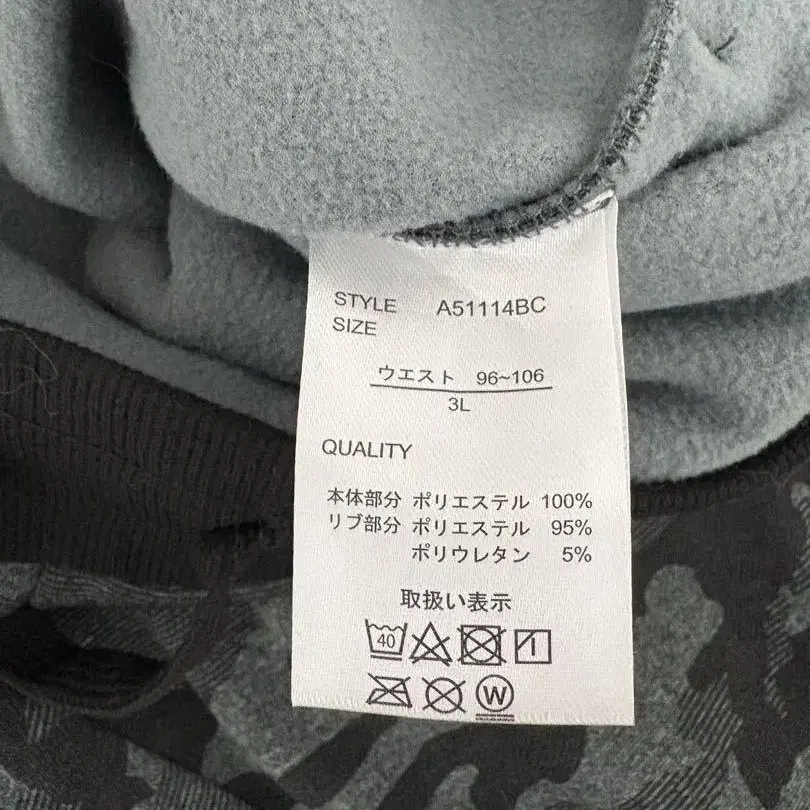 STYLE A51114BC
SIZE
ウエスト 96~106
3L
QUALITY
本体部分 ポリエステル 100%
リブ部分 ポリエステル 95%
ポリウレタン 5%
取扱い表示
40
W